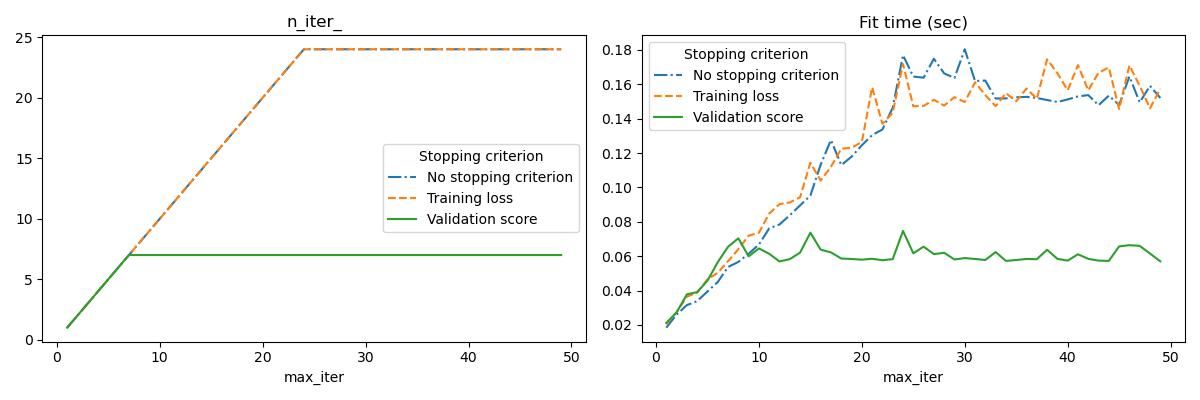 n_iter_
25
20
15
10
5
0
Stopping criterion
No stopping criterion
Training loss
Validation score
0
10
20
30
40
50
max_iter
Fit time (sec)
0.18
0.16
0.14
0.12
0.10
0.08
0.06
0.04
0.02
Stopping criterion
No stopping criterion
Training loss
Validation score
0
10
20
30
40
50
max_iter